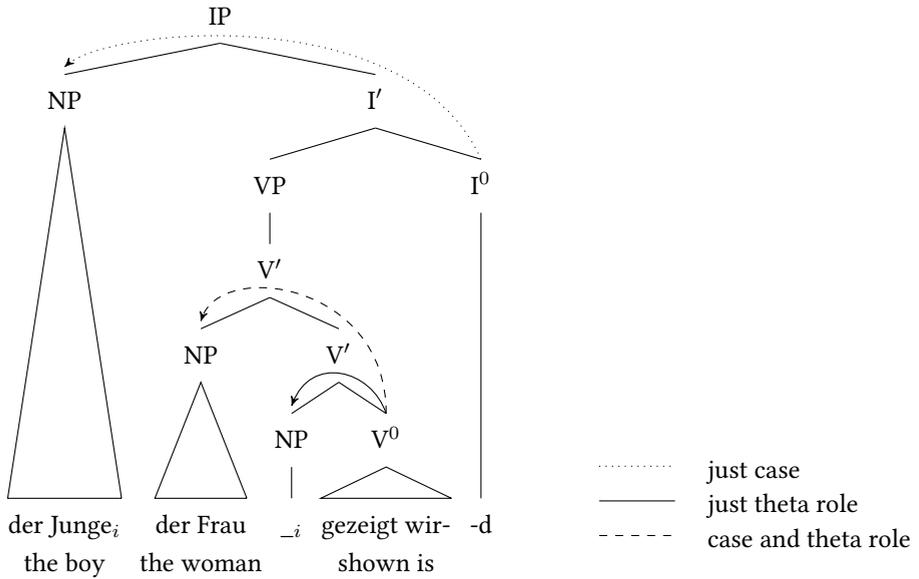 IP
NP I′
VP I⁰
V′
NP V′
NP V⁰
der Jungeᵢ der Frau _ᵢ gezeigt wir- -d
the boy the woman shown is
just case
just theta role
case and theta role